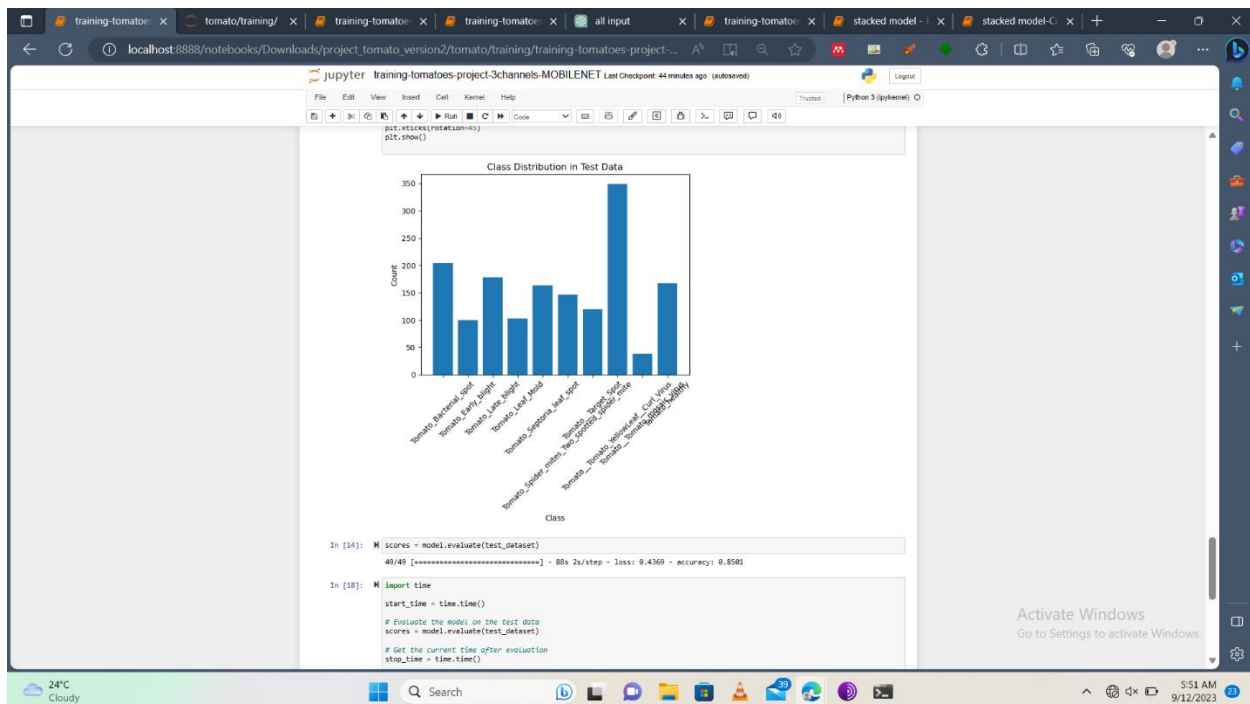 training-tomatoes
tomato/training/
training-tomatoes
training-tomatoes
all input
training-tomatoe
stacked model - J
stacked model-C
localhost:8888/notebooks/Downloads/project_tomato_version2/tomato/training/training-tomatoes-project-...
jupyter training-tomatoes-project-3channels-MOBILENET Last Checkpoint: 44 minutes ago (autosaved)
Logout
File Edit View Insert Cell Kernel Help
Trusted
Python 3 (ipykernel)
Run
Code
plt.xticks(rotation=45)
plt.show()
Class Distribution in Test Data
350
300
250
200
150
100
50
0
Count
Tomato_Bacterial_spot
Tomato_Early_blight
Tomato_Late_blight
Tomato_Leaf_Mold
Tomato_Septoria_leaf_spot
Tomato_Spider_mites_Two_spotted_spider_mite
Tomato__Target_Spot
Tomato__Tomato_YellowLeaf__Curl_Virus
Tomato__Tomato_mosaic_virus
Tomato_healthy
Class
In [14]:
scores = model.evaluate(test_dataset)
49/49 [==============================] - 88s 2s/step - loss: 0.4369 - accuracy: 0.8501
In [18]:
import time
start_time = time.time()
# Evaluate the model on the test data
scores = model.evaluate(test_dataset)
# Get the current time after evaluation
stop_time = time.time()
Activate Windows
Go to Settings to activate Windows.
24°C
Cloudy
Search
39
5:51 AM
9/12/2023
23